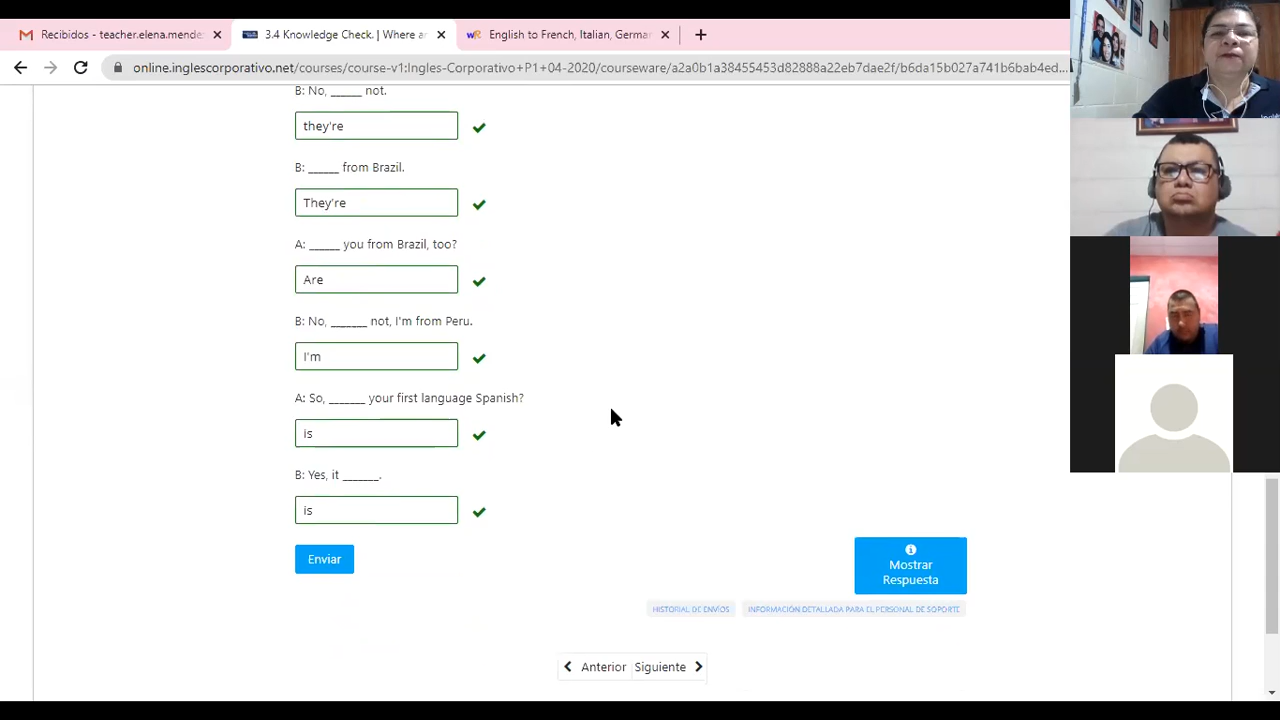 Recibidos - teacher.elena.mende
3.4 Knowledge Check. | Where a
English to French, Italian, Germa
online.inglescorporativo.net/courses/course-v1:Ingles-Corporativo+P1+04-2020/courseware/a2a0b1a38455453d82888a22eb7dae2f/b6da15b027a741b6bab4ed...
B: No, ______ not.
they're
B: ______ from Brazil.
They're
A: ______ you from Brazil, too?
Are
B: No, _______ not, I'm from Peru.
I'm
A: So, _______ your first language Spanish?
is
B: Yes, it _______.
is
Enviar
Mostrar
Respuesta
HISTORIAL DE ENVÍOS
INFORMACIÓN DETALLADA PARA EL PERSONAL DE SOPORTE
Anterior Siguiente